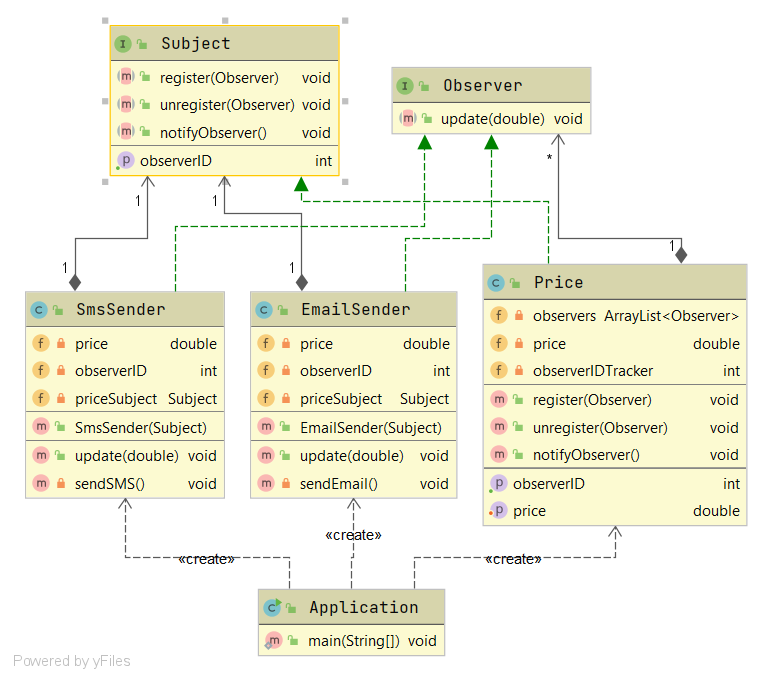 I Subject
m register(Observer) void
m unregister(Observer) void
m notifyObserver() void
p observerID int
I Observer
m update(double) void
*
1
1
1
1
1
C SmsSender
f price double
f observerID int
f priceSubject Subject
m SmsSender(Subject)
m update(double) void
m sendSMS() void
C EmailSender
f price double
f observerID int
f priceSubject Subject
m EmailSender(Subject)
m update(double) void
m sendEmail() void
C Price
f observers ArrayList<Observer>
f price double
f observerIDTracker int
m register(Observer) void
m unregister(Observer) void
m notifyObserver() void
p observerID int
p price double
«create»
«create»
«create»
C Application
m main(String[]) void
Powered by yFiles